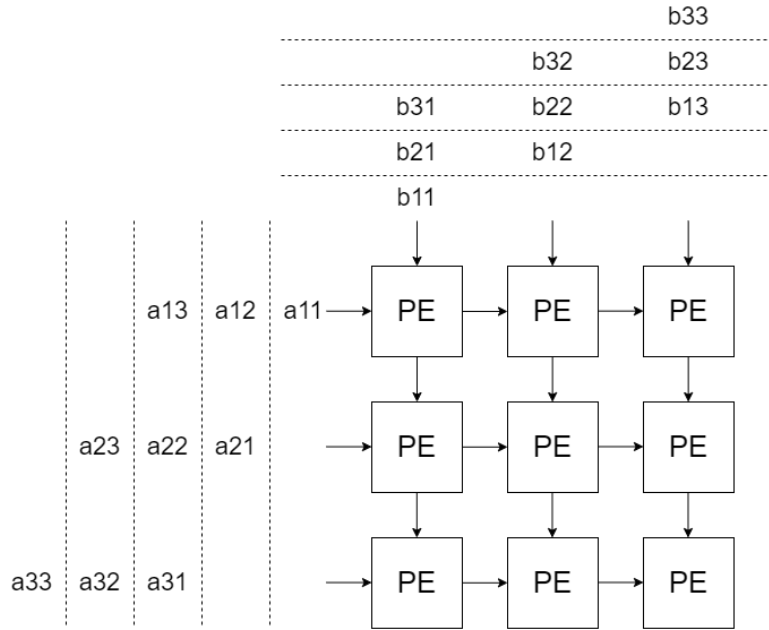 b33
b32 b23
b31 b22 b13
b21 b12
b11
a13 a12 a11 PE PE PE
a23 a22 a21 PE PE PE
a33 a32 a31 PE PE PE